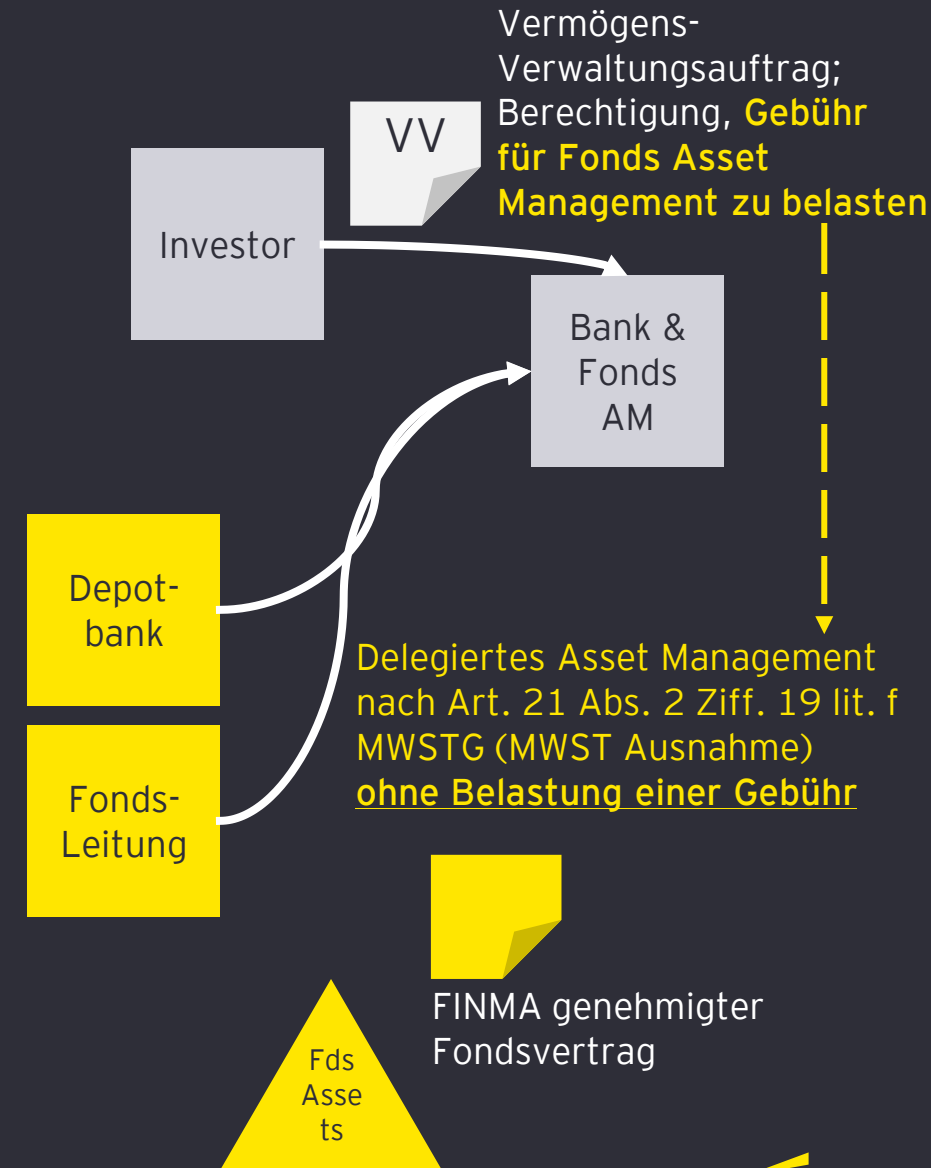 Vermögens-
Verwaltungsauftrag;
Berechtigung, Gebühr
für Fonds Asset
Management zu belasten
VV
Investor
Bank &
Fonds
AM
Depot-
bank
Fonds-
Leitung
Delegiertes Asset Management
nach Art. 21 Abs. 2 Ziff. 19 lit. f
MWSTG (MWST Ausnahme)
ohne Belastung einer Gebühr
FINMA genehmigter
Fondsvertrag
Fds
Asse
ts